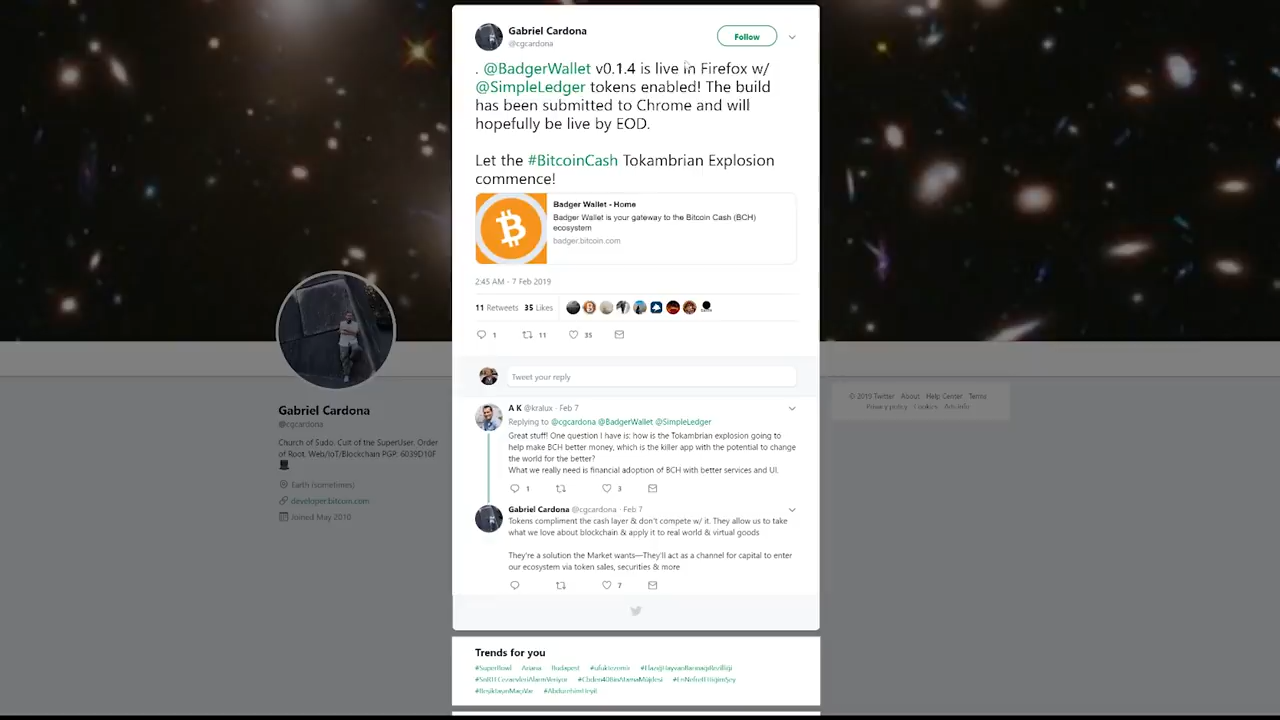 Gabriel Cardona
@cgcardona
Follow
. @BadgerWallet v0.1.4 is live in Firefox w/
@SimpleLedger tokens enabled! The build
has been submitted to Chrome and will
hopefully be live by EOD.
Let the #BitcoinCash Tokambrian Explosion
commence!
Badger Wallet - Home
Badger Wallet is your gateway to the Bitcoin Cash (BCH)
ecosystem
badger.bitcoin.com
2:45 AM - 7 Feb 2019
11 Retweets 35 Likes
1 11 35
Tweet your reply
A K @kralux · Feb 7
Replying to @cgcardona @BadgerWallet @SimpleLedger
Great stuff! One question I have is: how is the Tokambrian explosion going to
help make BCH better money, which is the killer app with the potential to change
the world for the better?
What we really need is financial adoption of BCH with better services and UI.
1 3
Gabriel Cardona @cgcardona · Feb 7
Tokens compliment the cash layer & don't compete w/ it. They allow us to take
what we love about blockchain & apply it to real world & virtual goods
They're a solution the Market wants—They'll act as a channel for capital to enter
our ecosystem via token sales, securities & more
7
Gabriel Cardona
@cgcardona
Church of Sudo. Cult of the SuperUser. Order
of Root. Web/IoT/Blockchain PGP: 6039D10F
Earth (sometimes)
developer.bitcoin.com
Joined May 2010
© 2019 Twitter About Help Center Terms
Privacy policy Cookies Ads info
Trends for you
#SuperBowl Ariana Budapest